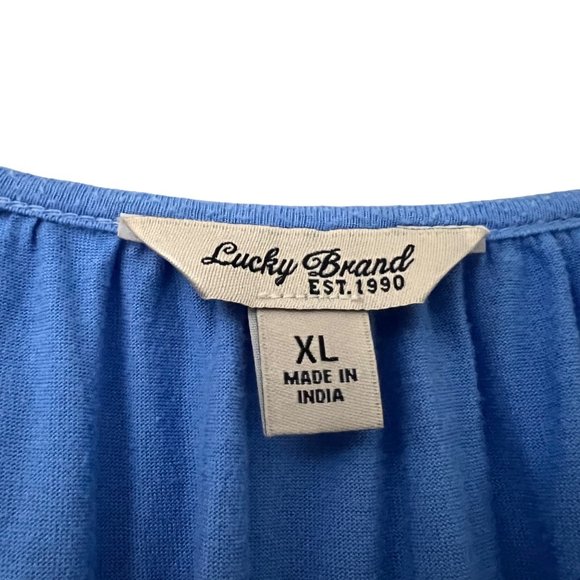 Lucky Brand
EST. 1990
XL
MADE IN
INDIA